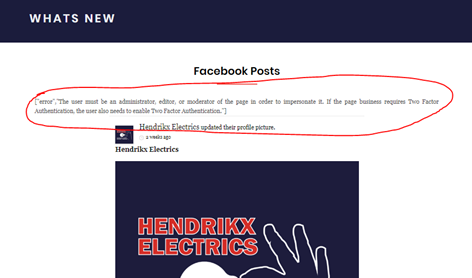 WHATS NEW
Facebook Posts
["error","The user must be an administrator, editor, or moderator of the page in order to impersonate it. If the page business requires Two Factor
Authentication, the user also needs to enable Two Factor Authentication."]
Hendrikx Electrics updated their profile picture.
2 weeks ago
Hendrikx Electrics
HENDRIKX
ELECTRICS